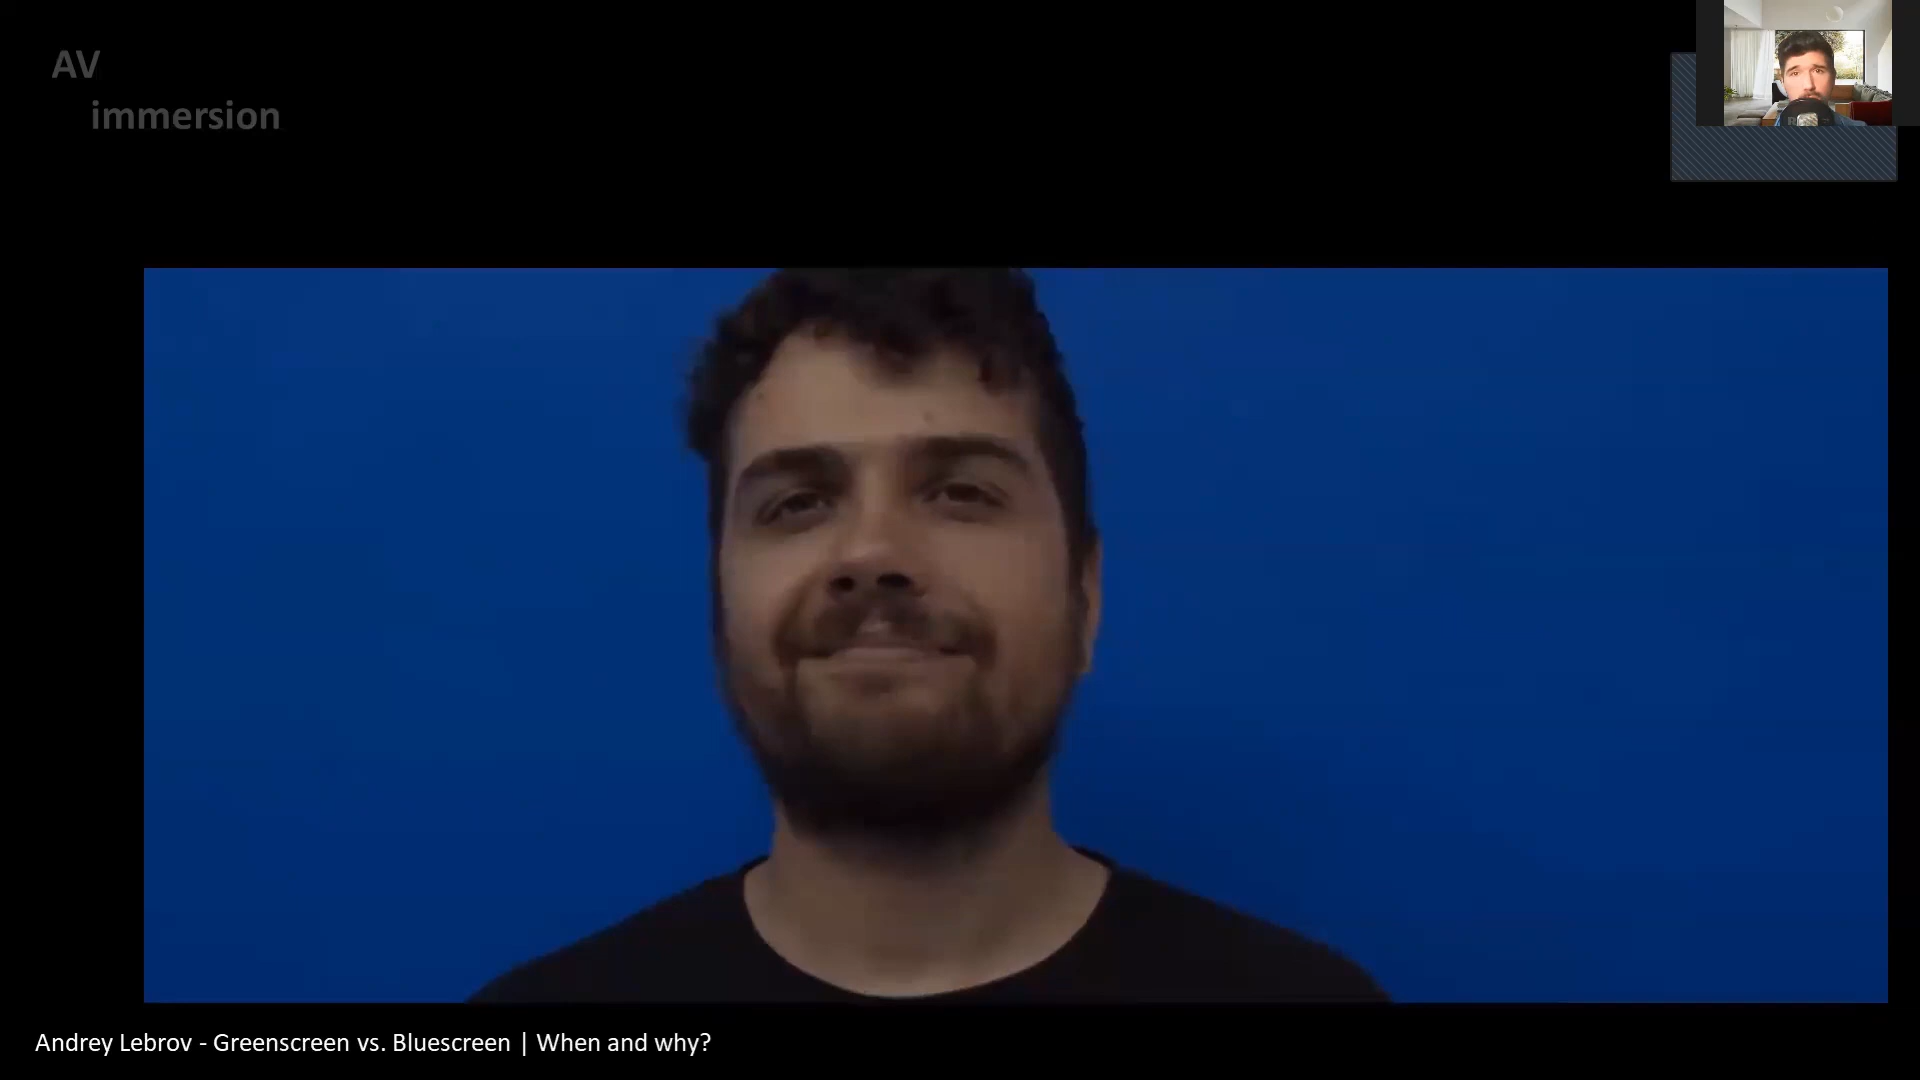 AV
immersion
Andrey Lebrov - Greenscreen vs. Bluescreen | When and why?